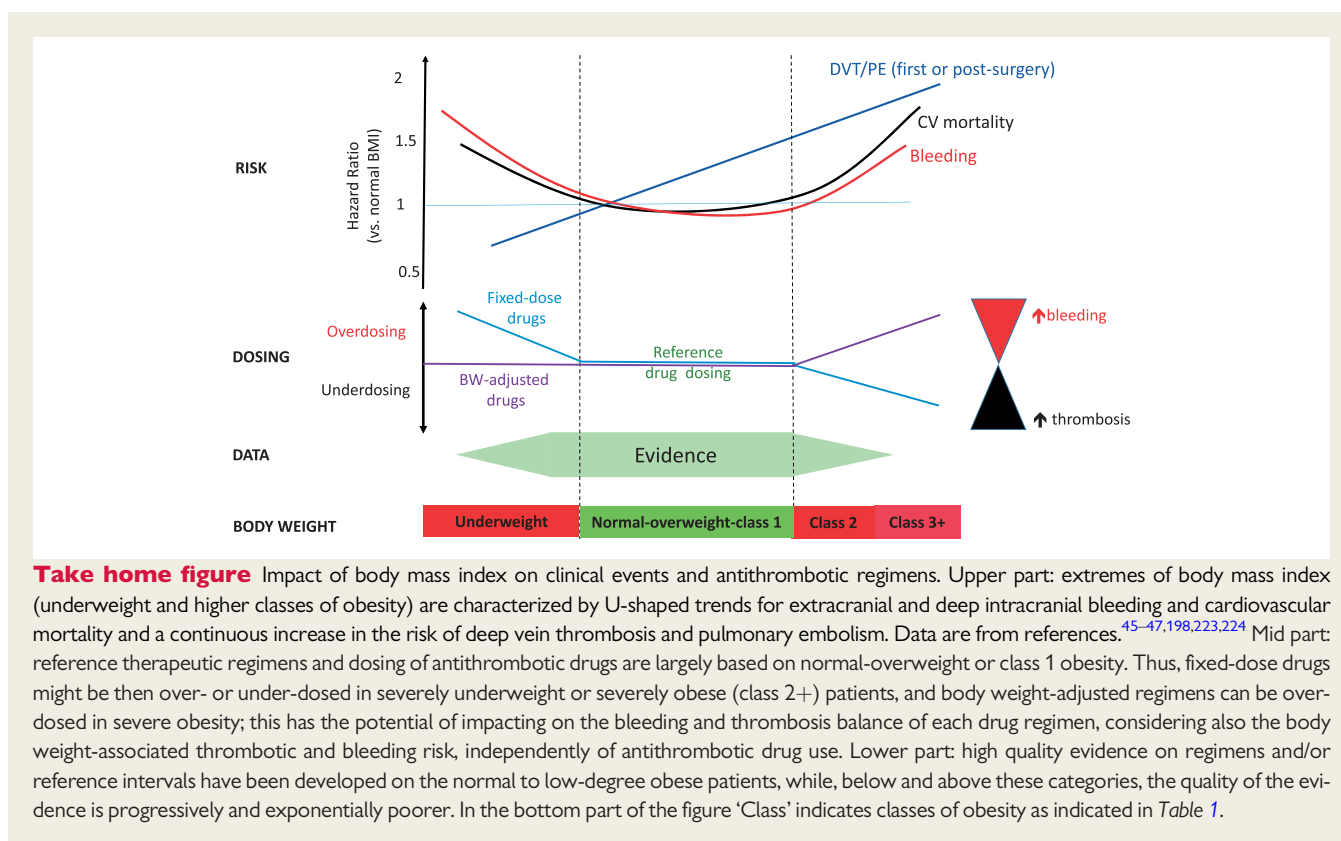 DVT/PE (first or post-surgery)
2
CV mortality
1.5
Bleeding
RISK
Hazard Ratio
(vs. normal BMI)
1
0.5
Fixed-dose
drugs
Overdosing
bleeding
DOSING
Reference
drug dosing
Underdosing
BW-adjusted
drugs
thrombosis
DATA
Evidence
BODY WEIGHT
Underweight
Normal-overweight-class 1
Class 2
Class 3+
Take home figure Impact of body mass index on clinical events and antithrombotic regimens. Upper part: extremes of body mass index
(underweight and higher classes of obesity) are characterized by U-shaped trends for extracranial and deep intracranial bleeding and cardiovascular
mortality and a continuous increase in the risk of deep vein thrombosis and pulmonary embolism. Data are from references.45–47,198,223,224 Mid part:
reference therapeutic regimens and dosing of antithrombotic drugs are largely based on normal-overweight or class 1 obesity. Thus, fixed-dose drugs
might be then over- or under-dosed in severely underweight or severely obese (class 2+) patients, and body weight-adjusted regimens can be over-
dosed in severe obesity; this has the potential of impacting on the bleeding and thrombosis balance of each drug regimen, considering also the body
weight-associated thrombotic and bleeding risk, independently of antithrombotic drug use. Lower part: high quality evidence on regimens and/or
reference intervals have been developed on the normal to low-degree obese patients, while, below and above these categories, the quality of the evi-
dence is progressively and exponentially poorer. In the bottom part of the figure ‘Class’ indicates classes of obesity as indicated in Table 1.